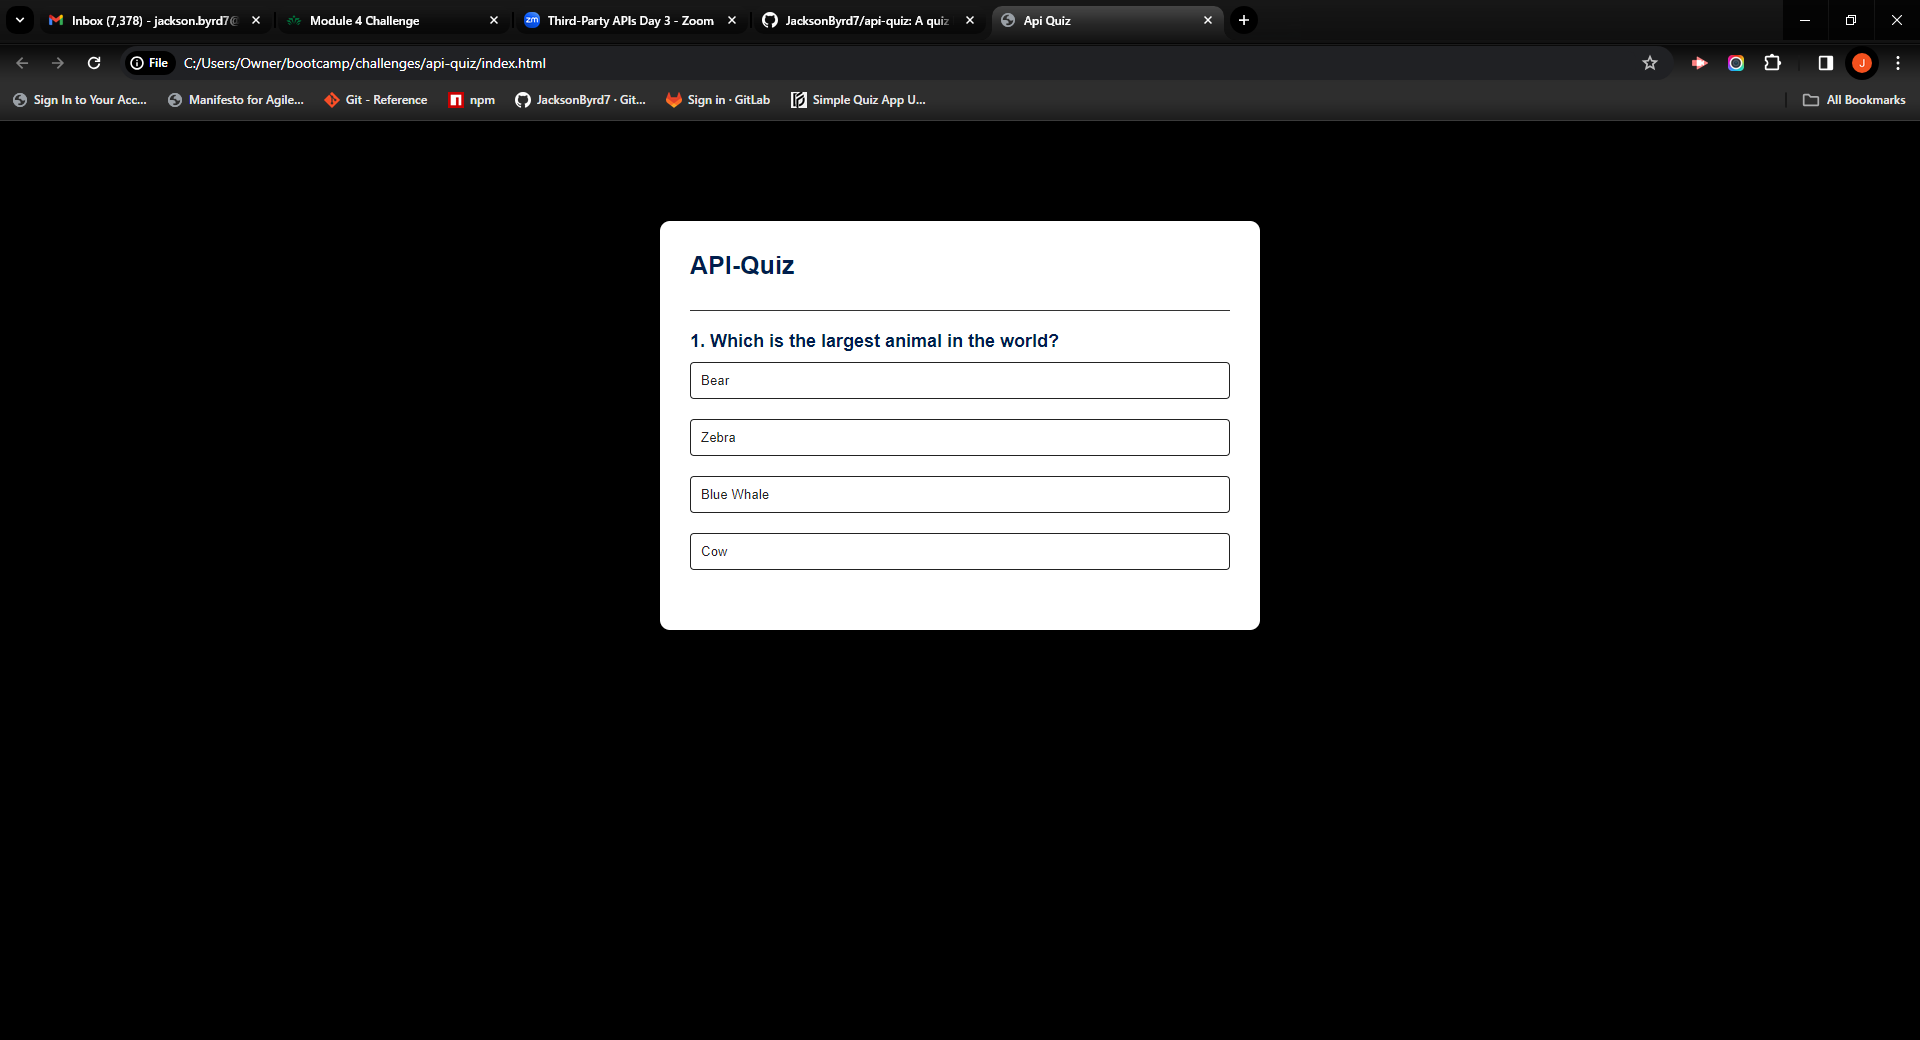 Inbox (7,378) - jackson.byrd7@
Module 4 Challenge
zm Third-Party APIs Day 3 - Zoom
JacksonByrd7/api-quiz: A quiz
Api Quiz
File C:/Users/Owner/bootcamp/challenges/api-quiz/index.html
J
Sign In to Your Acc...
Manifesto for Agile...
Git - Reference
npm
JacksonByrd7 · Git...
Sign in · GitLab
Simple Quiz App U...
All Bookmarks
API-Quiz
1. Which is the largest animal in the world?
Bear
Zebra
Blue Whale
Cow